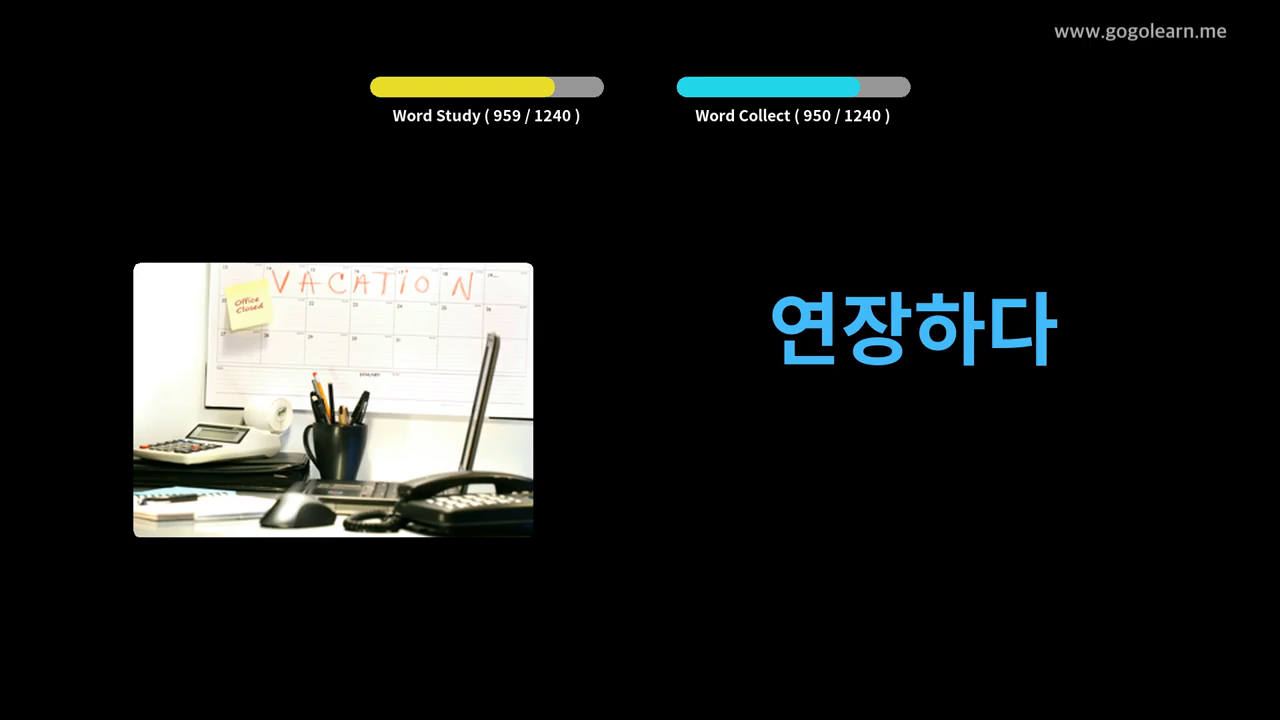 www.gogolearn.me
Word Study ( 959 / 1240 )
Word Collect ( 950 / 1240 )
VACATION
Office
Closed
연장하다